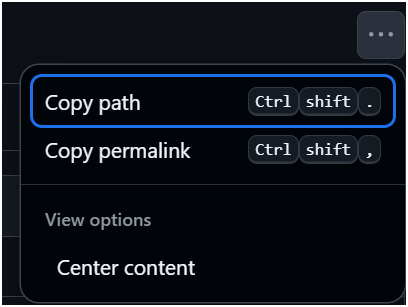 ...
Copy path Ctrl shift .
Copy permalink Ctrl shift ,
View options
Center content